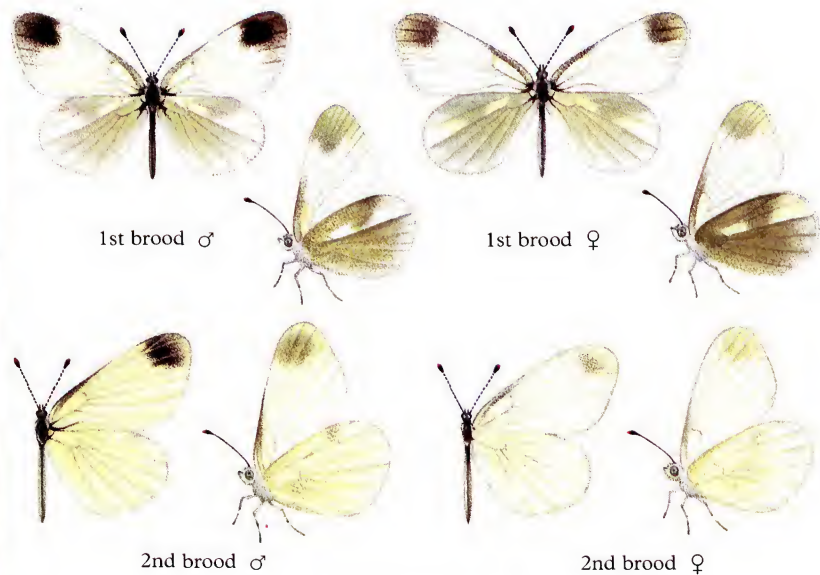 1st brood ♂
1st brood ♀
2nd brood ♂
2nd brood ♀